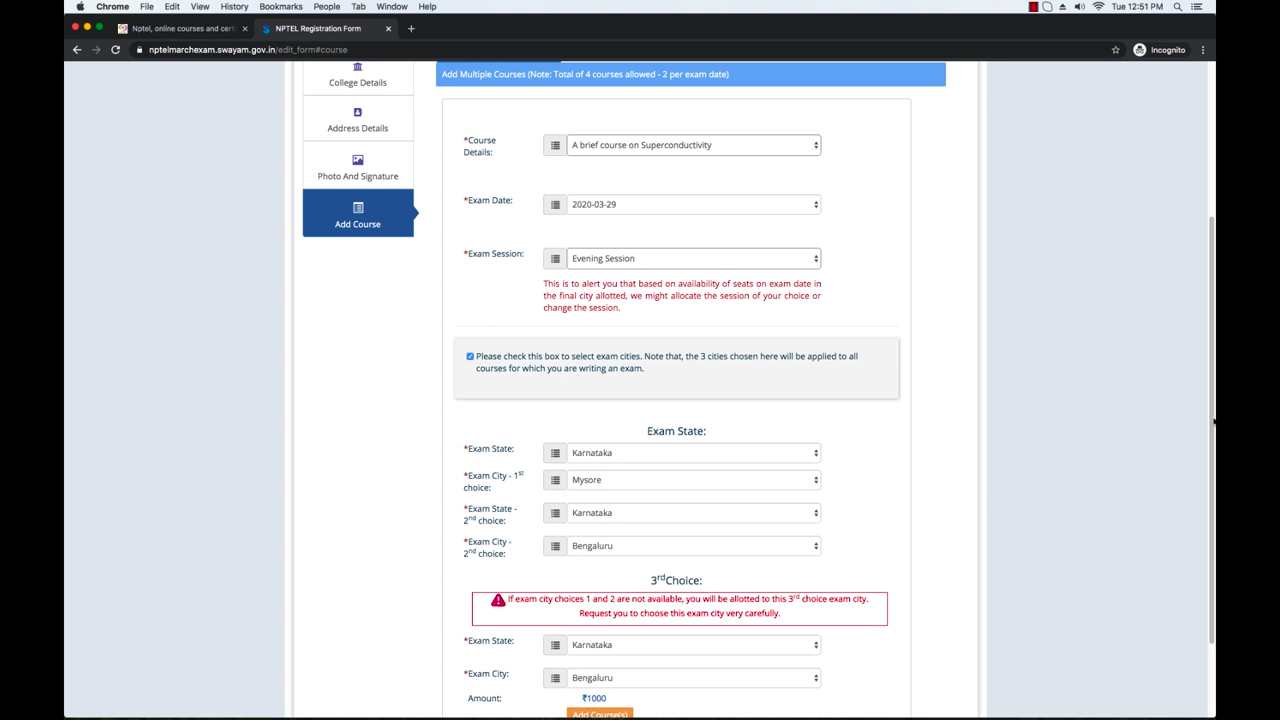 Chrome File Edit View History Bookmarks People Tab Window Help Tue 12:51 PM
Nptel, online courses and cert NPTEL Registration Form
nptelmarchexam.swayam.gov.in/edit_form#course Incognito
College Details
Address Details
Photo And Signature
Add Course
Add Multiple Courses (Note: Total of 4 courses allowed - 2 per exam date)
*Course Details: A brief course on Superconductivity
*Exam Date: 2020-03-29
*Exam Session: Evening Session
This is to alert you that based on availability of seats on exam date in
the final city allotted, we might allocate the session of your choice or
change the session.
Please check this box to select exam cities. Note that, the 3 cities chosen here will be applied to all
courses for which you are writing an exam.
Exam State:
*Exam State: Karnataka
*Exam City - 1st choice: Mysore
*Exam State - 2nd choice: Karnataka
*Exam City - 2nd choice: Bengaluru
3rdChoice:
If exam city choices 1 and 2 are not available, you will be allotted to this 3rd choice exam city.
Request you to choose this exam city very carefully.
*Exam State: Karnataka
*Exam City: Bengaluru
Amount: ₹1000
Add Course(s)